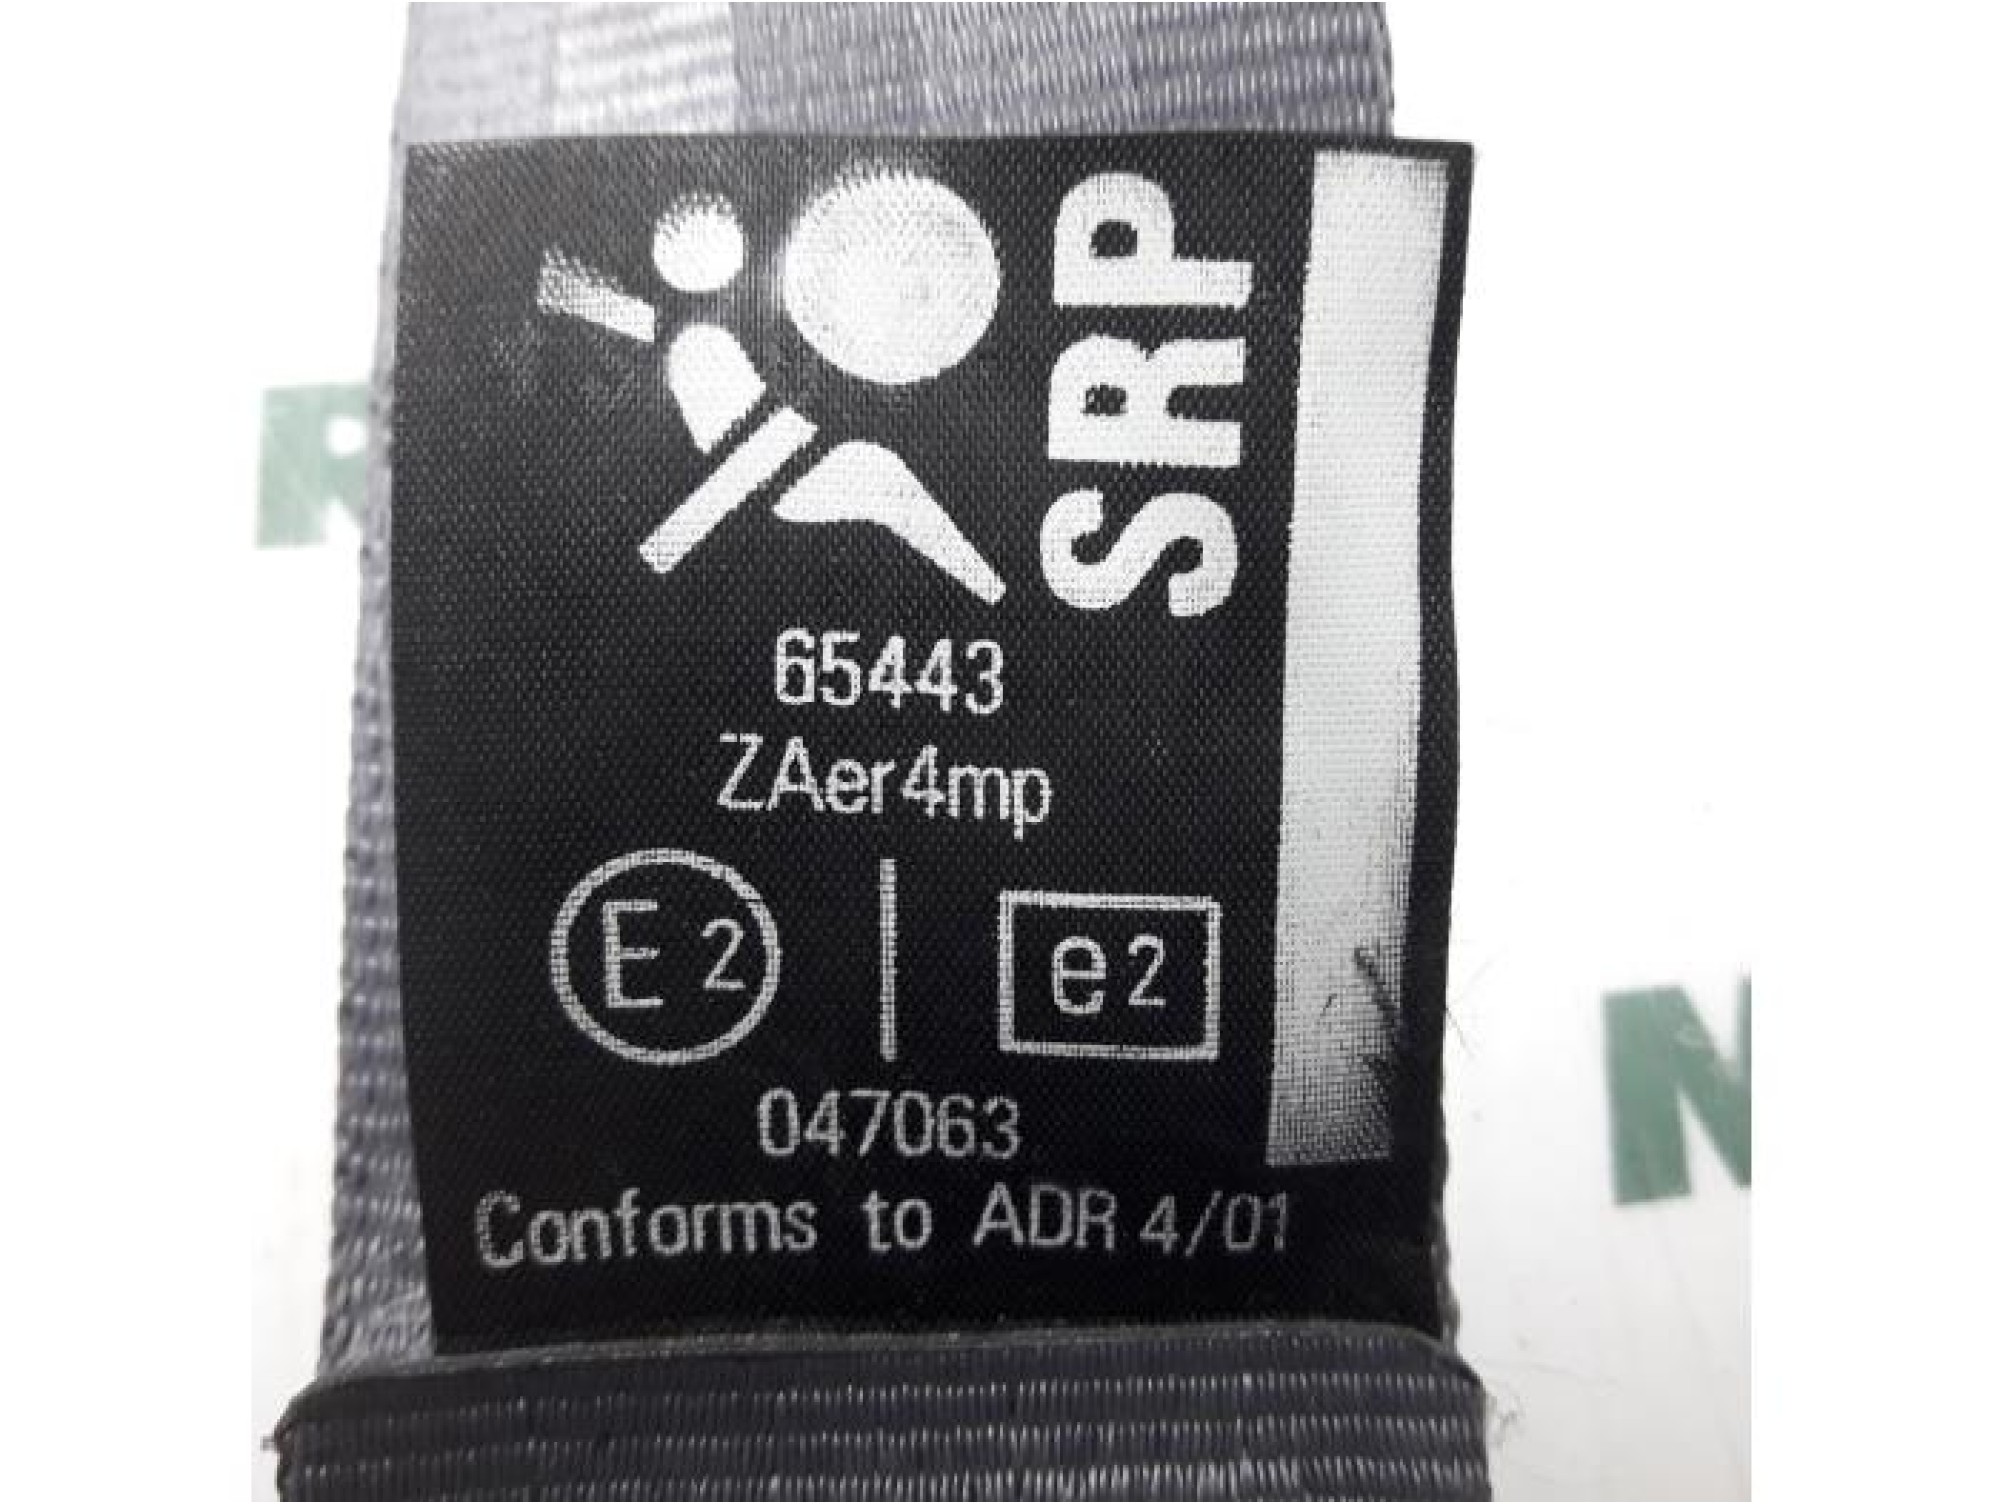 SRP
65443
ZAer4mp
E 2
e2
047063
Conforms to ADR 4/01
R
N